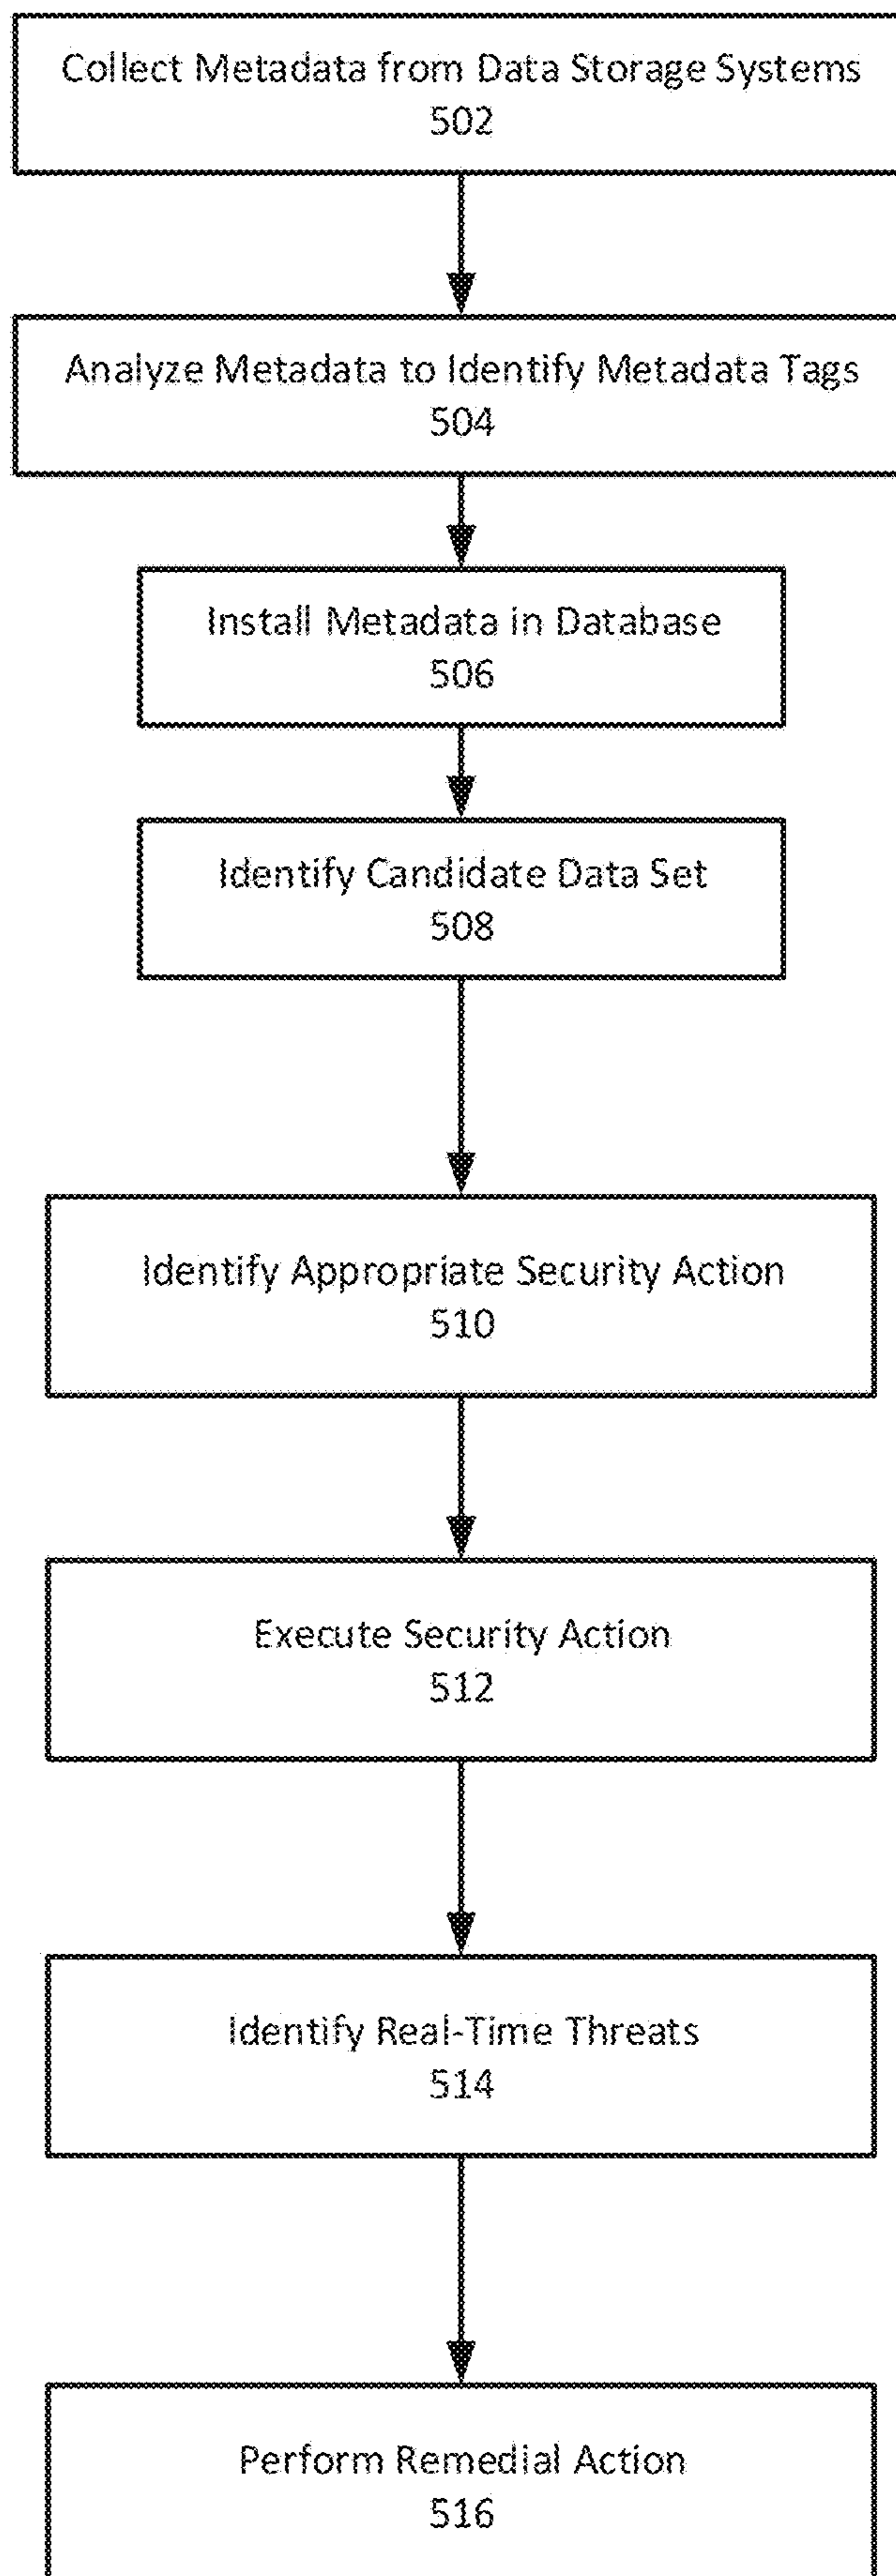 Collect Metadata from Data Storage Systems
502
Analyze Metadata to Identify Metadata Tags
504
Install Metadata in Database
506
Identify Candidate Data Set
508
Identify Appropriate Security Action
510
Execute Security Action
512
Identify Real-Time Threats
514
Perform Remedial Action
516